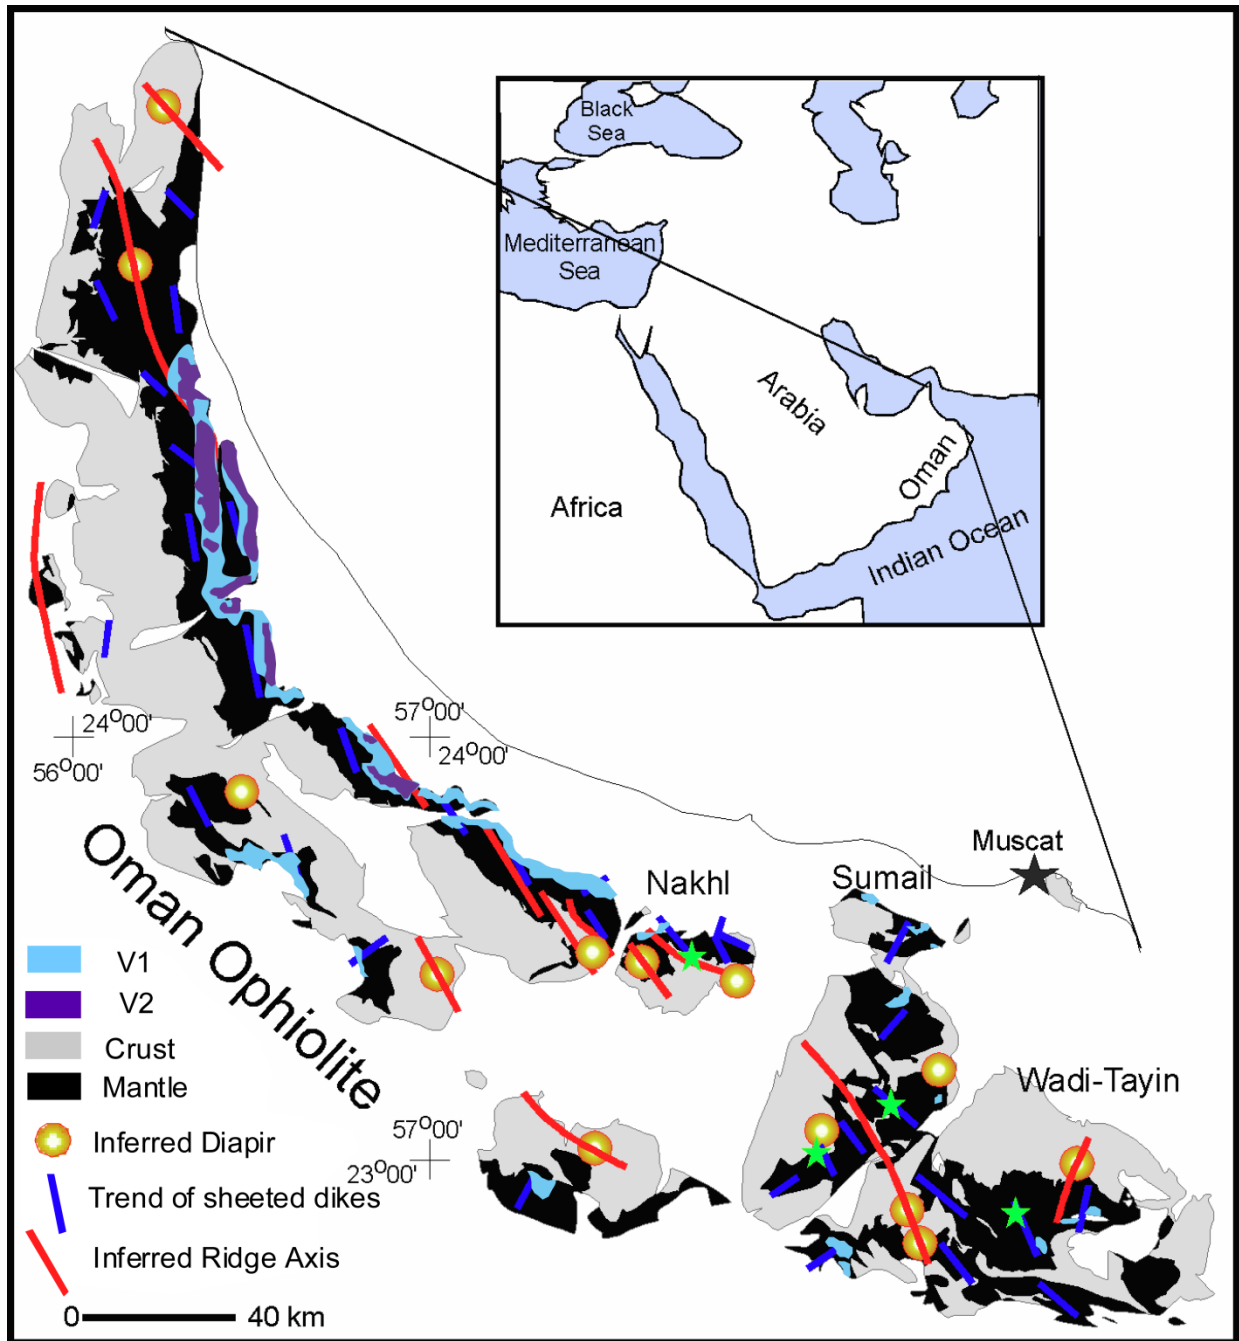 Black
Sea
Mediterranean
Sea
Arabia
Africa
Oman
Indian Ocean
24°00'
56°00'
57°00'
24°00'
Muscat
Sumail
Nakhl
Oman Ophiolite
Wadi-Tayin
57°00'
23°00'
V1
V2
Crust
Mantle
Inferred Diapir
Trend of sheeted dikes
Inferred Ridge Axis
0 40 km